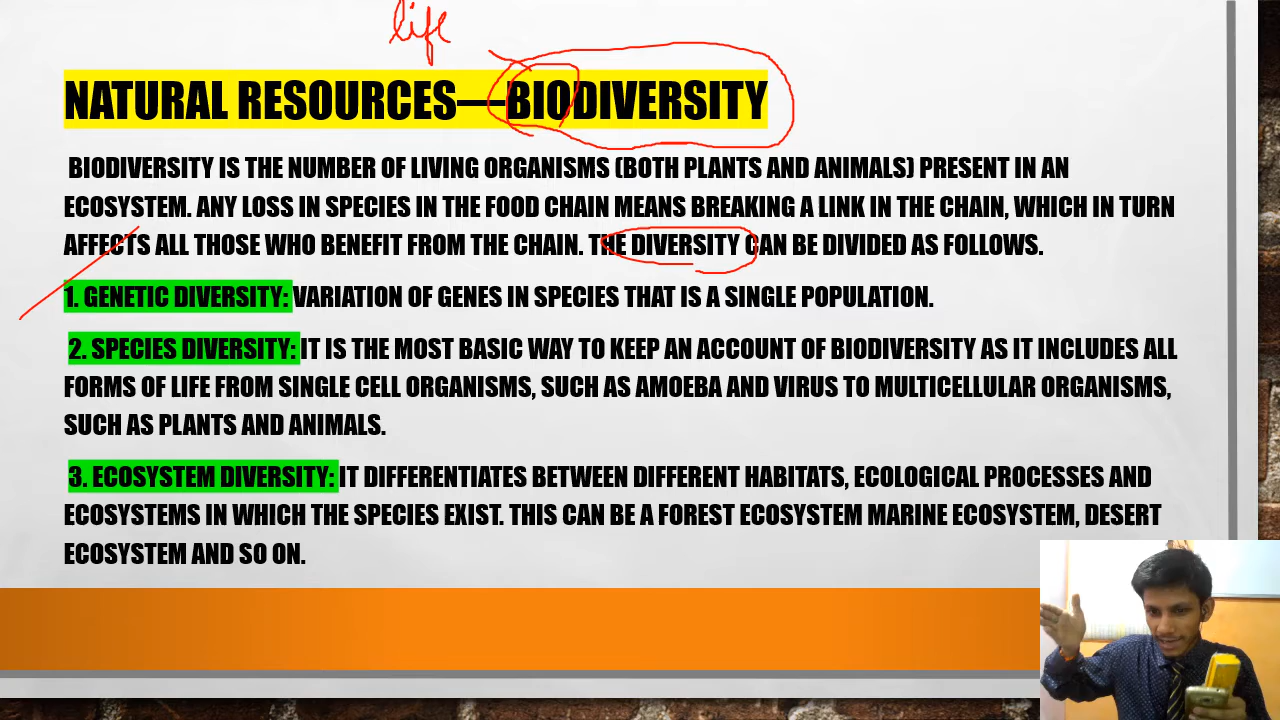 life
NATURAL RESOURCES—BIODIVERSITY
BIODIVERSITY IS THE NUMBER OF LIVING ORGANISMS (BOTH PLANTS AND ANIMALS) PRESENT IN AN
ECOSYSTEM. ANY LOSS IN SPECIES IN THE FOOD CHAIN MEANS BREAKING A LINK IN THE CHAIN, WHICH IN TURN
AFFECTS ALL THOSE WHO BENEFIT FROM THE CHAIN. THE DIVERSITY CAN BE DIVIDED AS FOLLOWS.
1. GENETIC DIVERSITY: VARIATION OF GENES IN SPECIES THAT IS A SINGLE POPULATION.
2. SPECIES DIVERSITY: IT IS THE MOST BASIC WAY TO KEEP AN ACCOUNT OF BIODIVERSITY AS IT INCLUDES ALL
FORMS OF LIFE FROM SINGLE CELL ORGANISMS, SUCH AS AMOEBA AND VIRUS TO MULTICELLULAR ORGANISMS,
SUCH AS PLANTS AND ANIMALS.
3. ECOSYSTEM DIVERSITY: IT DIFFERENTIATES BETWEEN DIFFERENT HABITATS, ECOLOGICAL PROCESSES AND
ECOSYSTEMS IN WHICH THE SPECIES EXIST. THIS CAN BE A FOREST ECOSYSTEM MARINE ECOSYSTEM, DESERT
ECOSYSTEM AND SO ON.